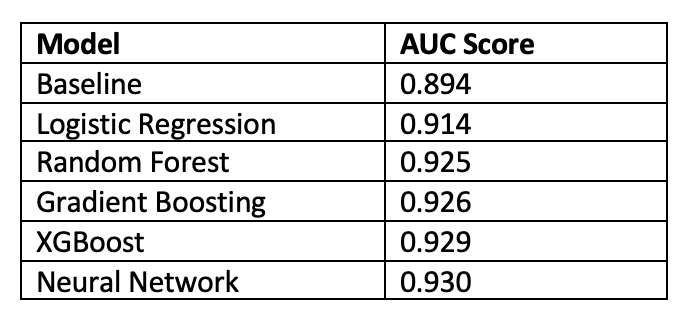 Model AUC Score
Baseline 0.894
Logistic Regression 0.914
Random Forest 0.925
Gradient Boosting 0.926
XGBoost 0.929
Neural Network 0.930